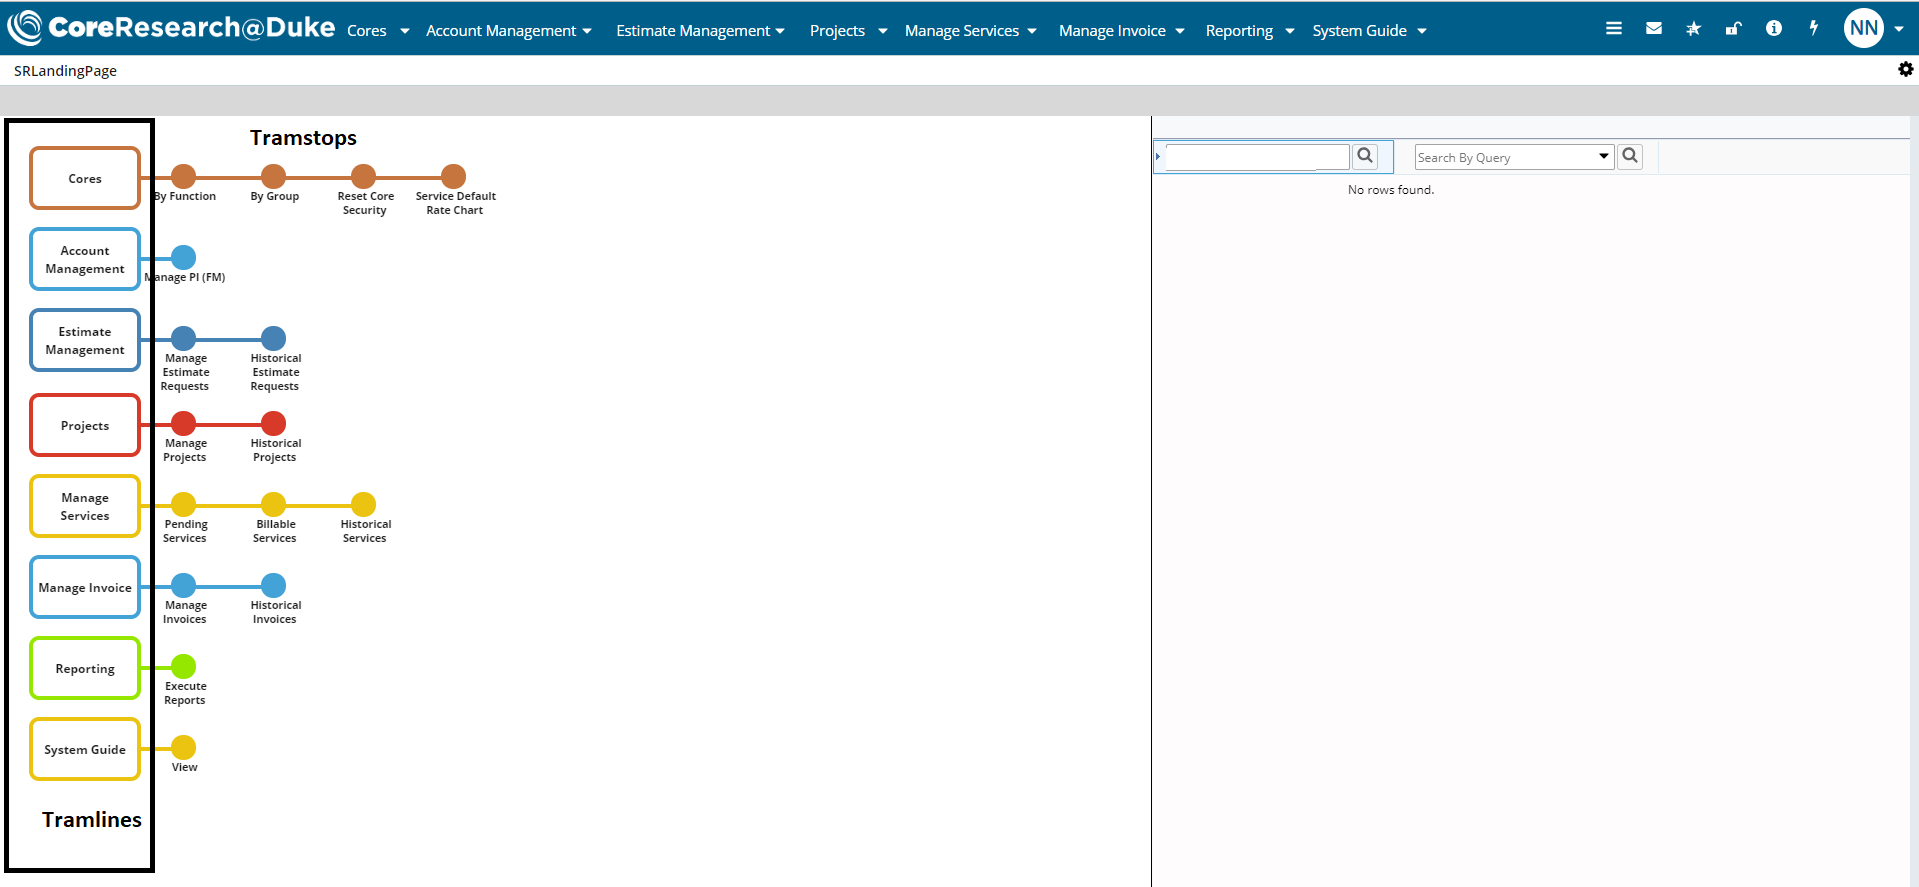 CoreResearch@Duke Cores Account Management Estimate Management Projects Manage Services Manage Invoice Reporting System Guide NN
SRLandingPage
Tramstops
Cores
By Function
By Group
Reset Core
Security
Service Default
Rate Chart
Account
Management
Manage PI (FM)
Estimate
Management
Manage
Estimate
Requests
Historical
Estimate
Requests
Projects
Manage
Projects
Historical
Projects
Manage
Services
Pending
Services
Billable
Services
Historical
Services
Manage Invoice
Manage
Invoices
Historical
Invoices
Reporting
Execute
Reports
System Guide
View
Tramlines
Search By Query
No rows found.